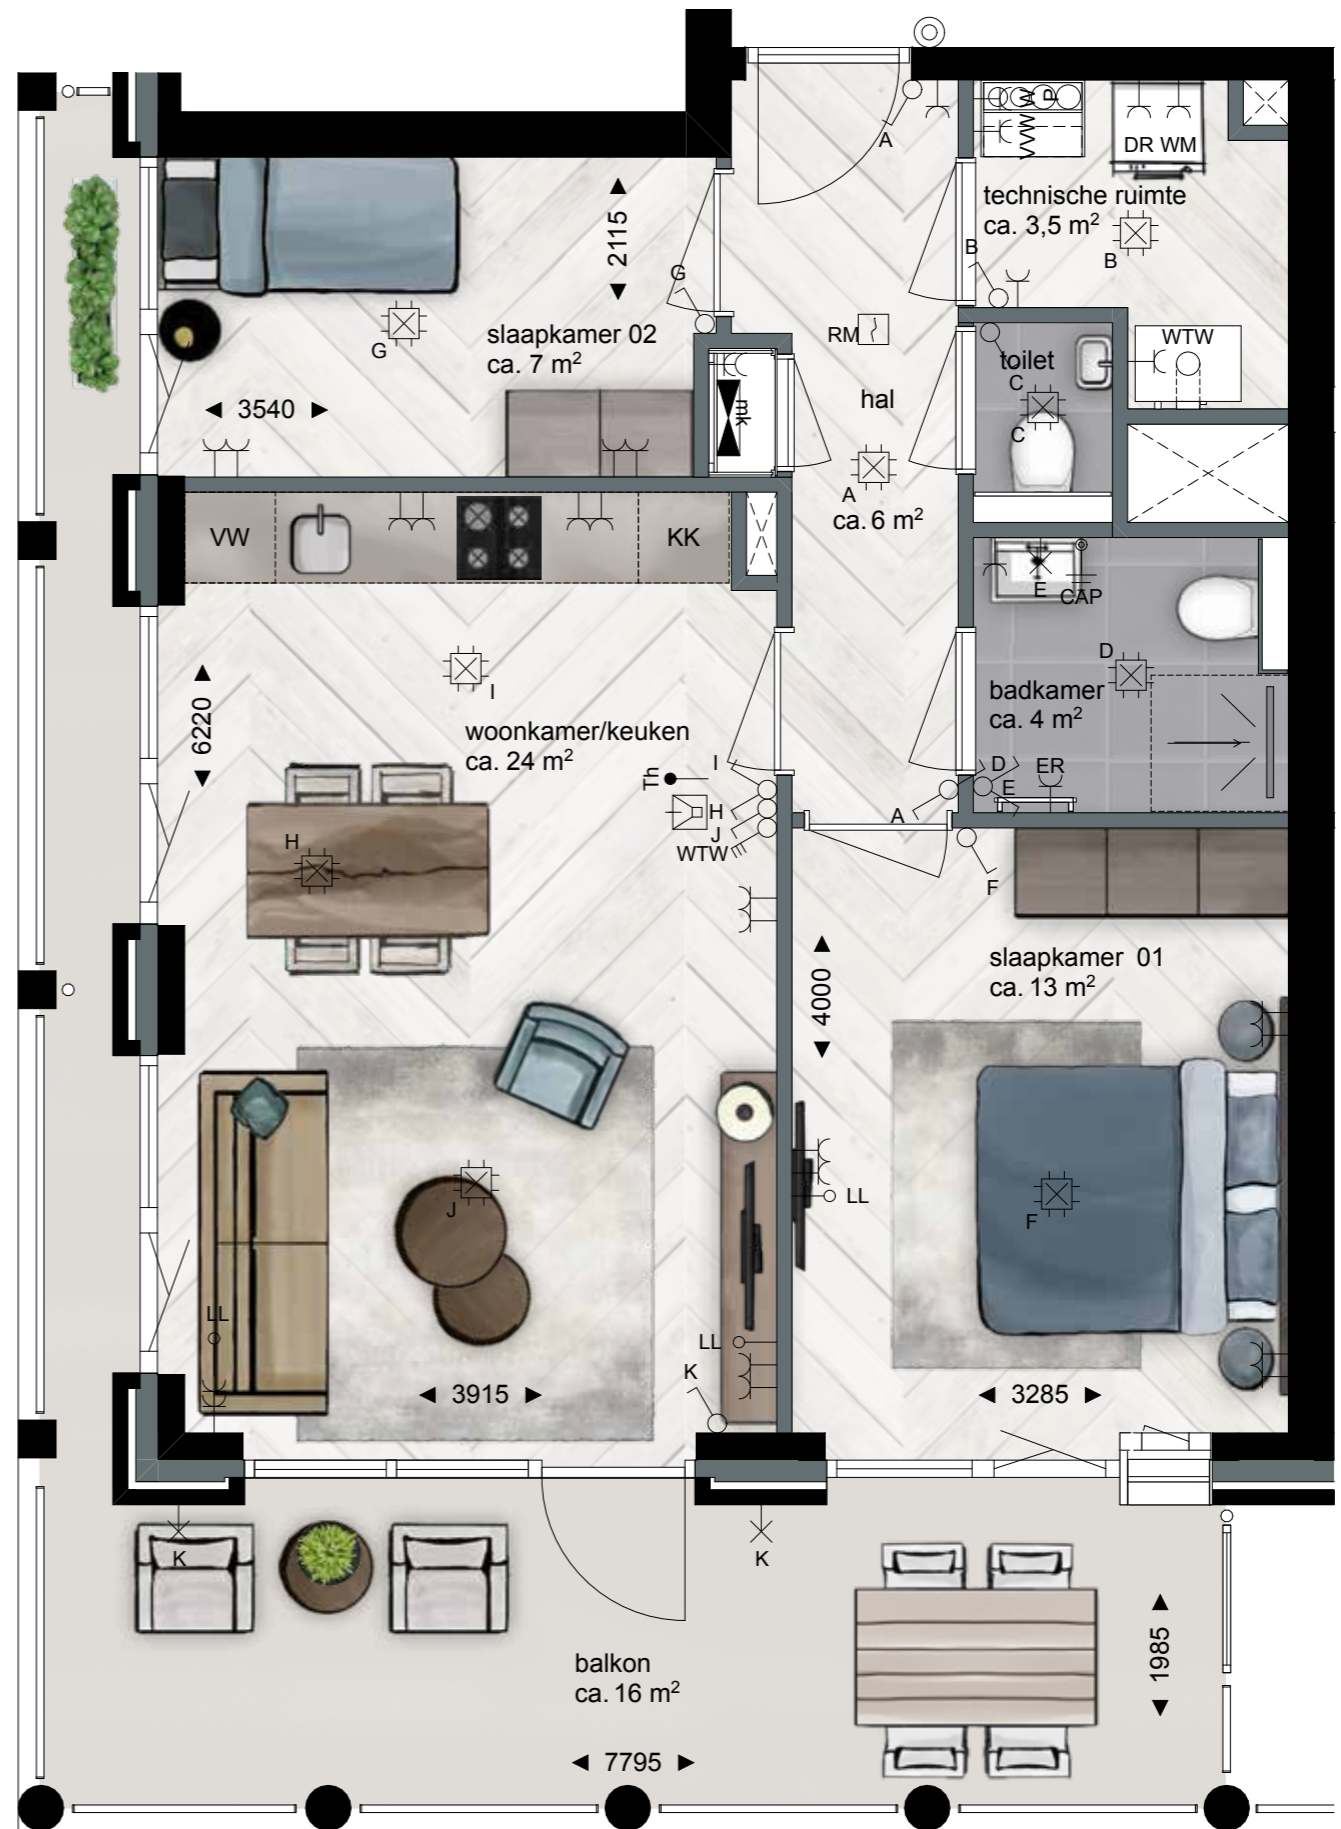 A
VWW
P
DR WM
technische ruimte
ca. 3,5 m²
B
B
2115
G
slaapkamer 02
ca. 7 m²
G
3540
RM
mk
hal
A
ca. 6 m²
toilet
C
C
WTW
VW
KK
E
CAP
D
badkamer
ca. 4 m²
D
E
ER
I
6220
woonkamer/keuken
ca. 24 m²
Th
I
H
J
WTW
H
A
F
slaapkamer 01
ca. 13 m²
4000
J
LL
F
LL
LL
K
3915
3285
K
K
balkon
ca. 16 m²
1985
7795